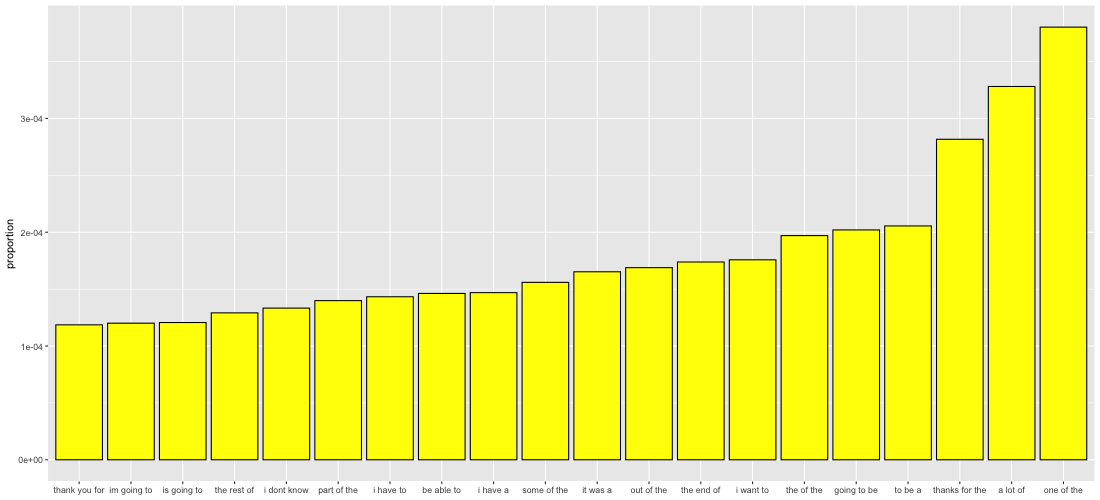 proportion
3e-04
2e-04
1e-04
0e+00
thank you for im going to is going to the rest of i dont know part of the i have to be able to i have a some of the it was a out of the the end of i want to the of the going to be to be a thanks for the a lot of one of the